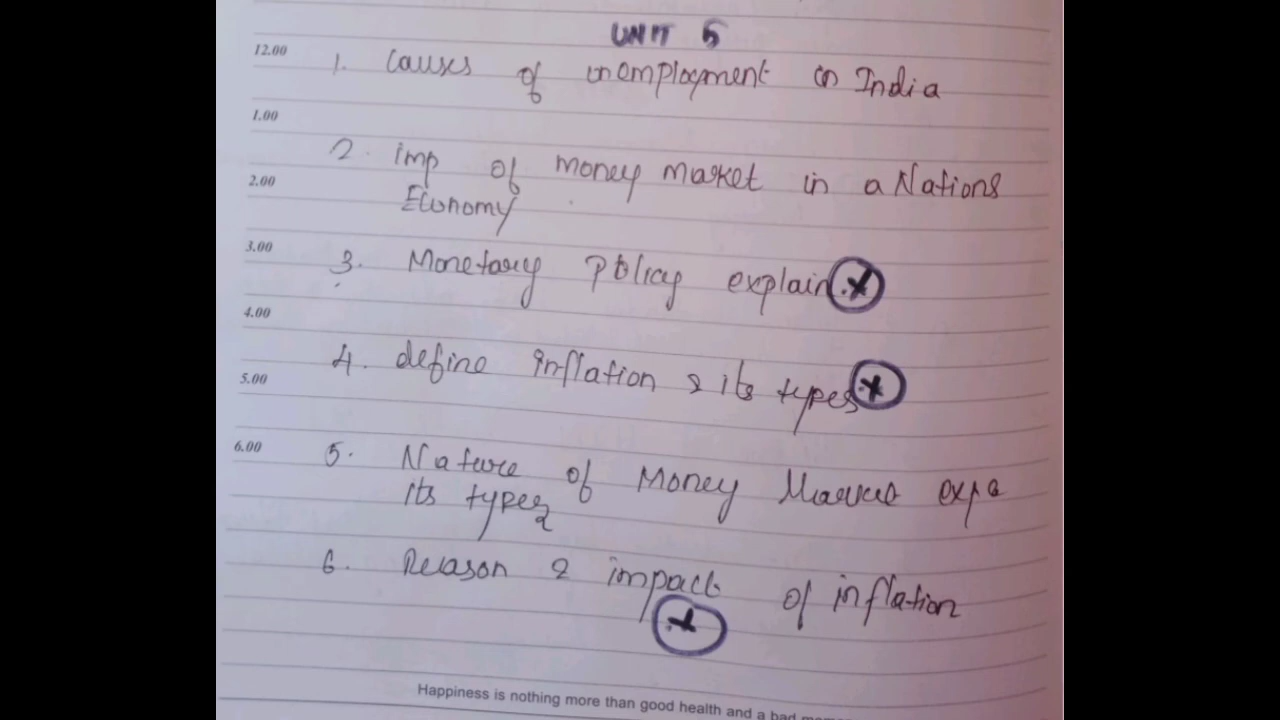 UNIT 5
12.00
1. Causes of unemployment in India
1.00
2. imp of money market in a Nations
2.00
Economy
3.00
3. Monetary Policy explain
4.00
4. define inflation & its types
5.00
6.00
5. Nature of Money Market exp
its types
6. Reason & impact of inflation
Happiness is nothing more than good health and a bad